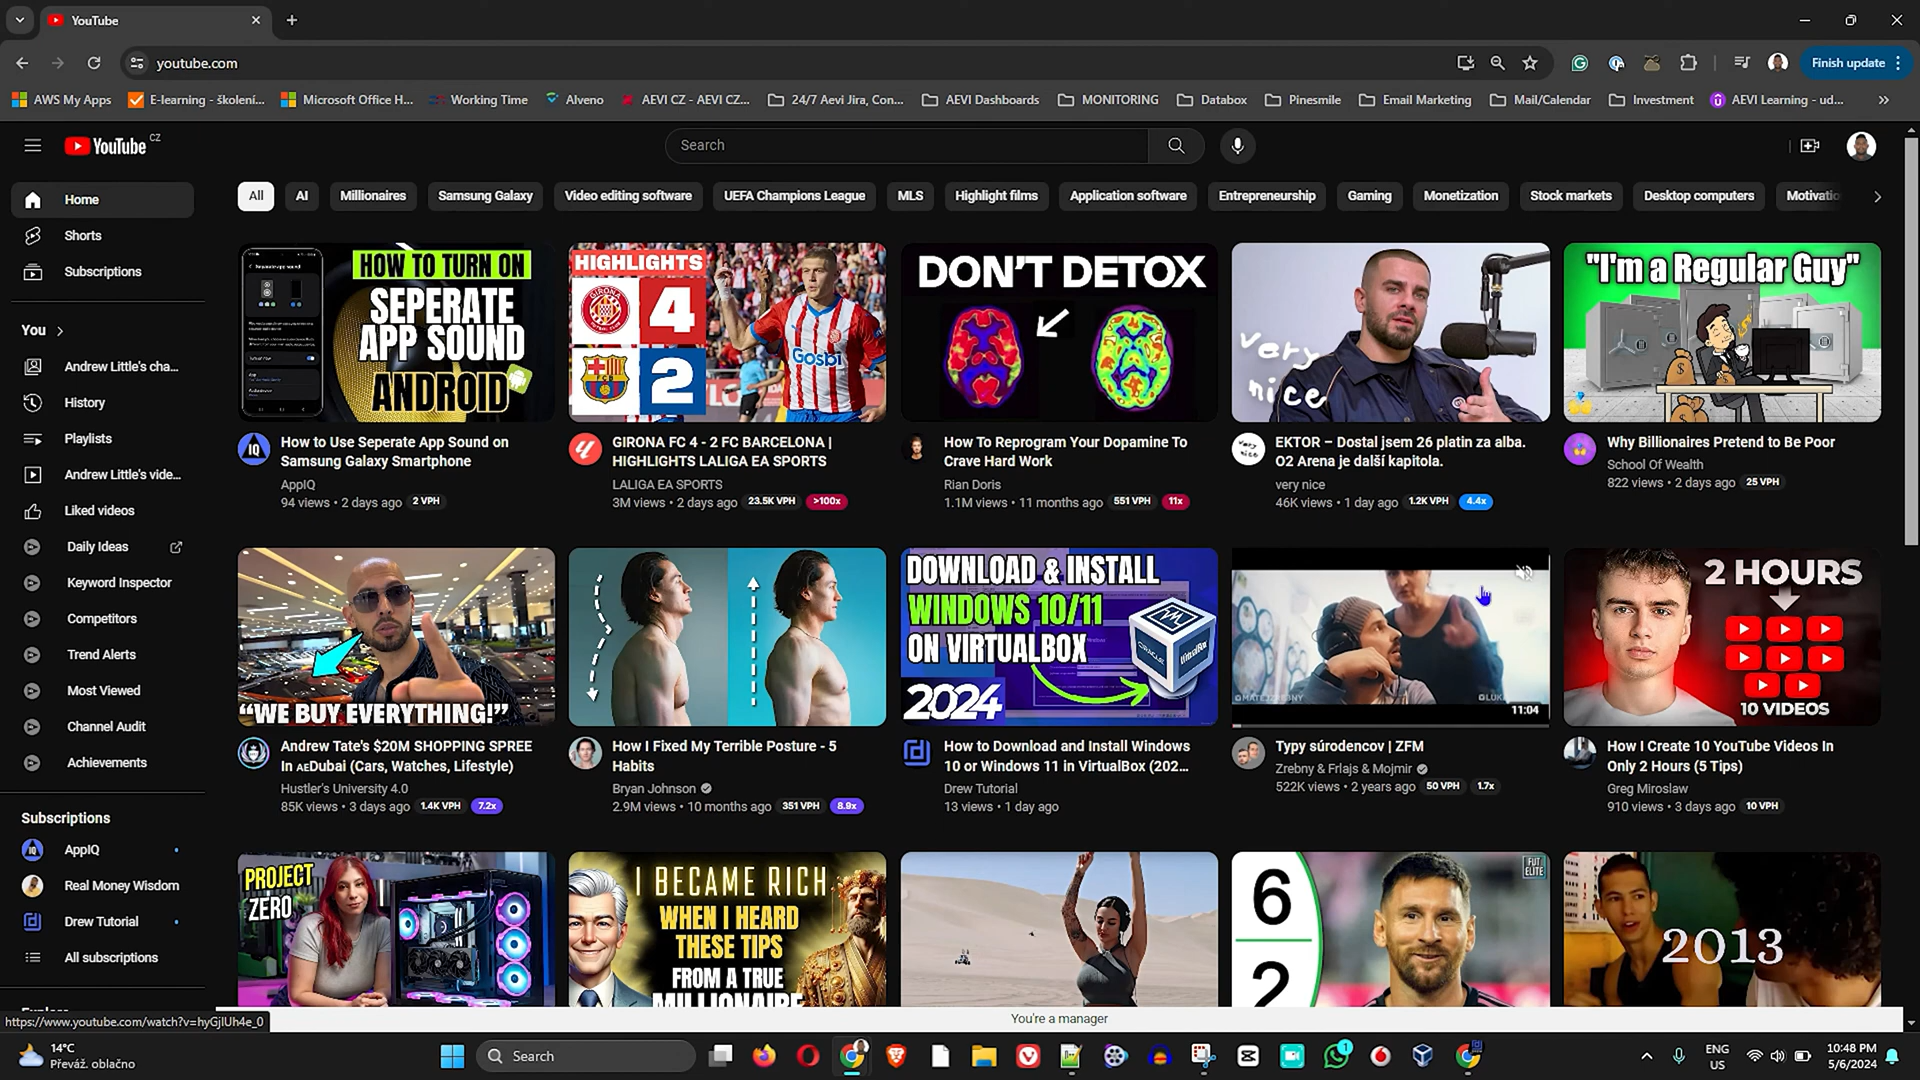 YouTube
youtube.com
Finish update
AWS My Apps
E-learning - školení...
Microsoft Office H...
Working Time
Alveno
AEVI CZ - AEVI CZ...
24/7 Aevi Jira, Con...
AEVI Dashboards
MONITORING
Databox
Pinesmile
Email Marketing
Mail/Calendar
Investment
AEVI Learning - ud...
YouTube CZ
Search
Home
Shorts
Subscriptions
You
Andrew Little's cha...
History
Playlists
Andrew Little's vide...
Liked videos
Daily Ideas
Keyword Inspector
Competitors
Trend Alerts
Most Viewed
Channel Audit
Achievements
Subscriptions
AppIQ
Real Money Wisdom
Drew Tutorial
All subscriptions
All
AI
Millionaires
Samsung Galaxy
Video editing software
UEFA Champions League
MLS
Highlight films
Application software
Entrepreneurship
Gaming
Monetization
Stock markets
Desktop computers
Motivatio
HOW TO TURN ON
SEPERATE
APP SOUND
ANDROID
How to Use Seperate App Sound on
Samsung Galaxy Smartphone
AppIQ
94 views • 2 days ago 2 VPH
HIGHLIGHTS
GIRONA
4
2
Gosbi
GIRONA FC 4 - 2 FC BARCELONA |
HIGHLIGHTS LALIGA EA SPORTS
LALIGA EA SPORTS
3M views • 2 days ago 23.5K VPH >100x
DON'T DETOX
How To Reprogram Your Dopamine To
Crave Hard Work
Rian Doris
1.1M views • 11 months ago 551 VPH 11x
very
nice
EKTOR – Dostal jsem 26 platin za alba.
O2 Arena je další kapitola.
very nice
46K views • 1 day ago 1.2K VPH 4.4x
"I'm a Regular Guy"
Why Billionaires Pretend to Be Poor
School Of Wealth
822 views • 2 days ago 25 VPH
"WE BUY EVERYTHING!"
Andrew Tate's $20M SHOPPING SPREE
In ᴀᴇDubai (Cars, Watches, Lifestyle)
Hustler's University 4.0
85K views • 3 days ago 1.4K VPH 7.2x
How I Fixed My Terrible Posture - 5
Habits
Bryan Johnson
2.9M views • 10 months ago 351 VPH 8.9x
DOWNLOAD & INSTALL
WINDOWS 10/11
ON VIRTUALBOX
2024
ORACLE
VirtualBox
How to Download and Install Windows
10 or Windows 11 in VirtualBox (202...
Drew Tutorial
13 views • 1 day ago
11:04
Typy súrodencov | ZFM
Zrebny & Frlajs & Mojmir
522K views • 2 years ago 50 VPH 1.7x
2 HOURS
10 VIDEOS
How I Create 10 YouTube Videos In
Only 2 Hours (5 Tips)
Greg Miroslaw
910 views • 3 days ago 10 VPH
PROJECT
ZERO
I BECAME RICH
WHEN I HEARD
THESE TIPS
FROM A TRUE
MILLIONAIRE
6
2
FUT
ELITE
2013
https://www.youtube.com/watch?v=hyGjIUh4e_0
You're a manager
14°C
Převáž. oblačno
Search
1
ENG
US
10:48 PM
5/6/2024